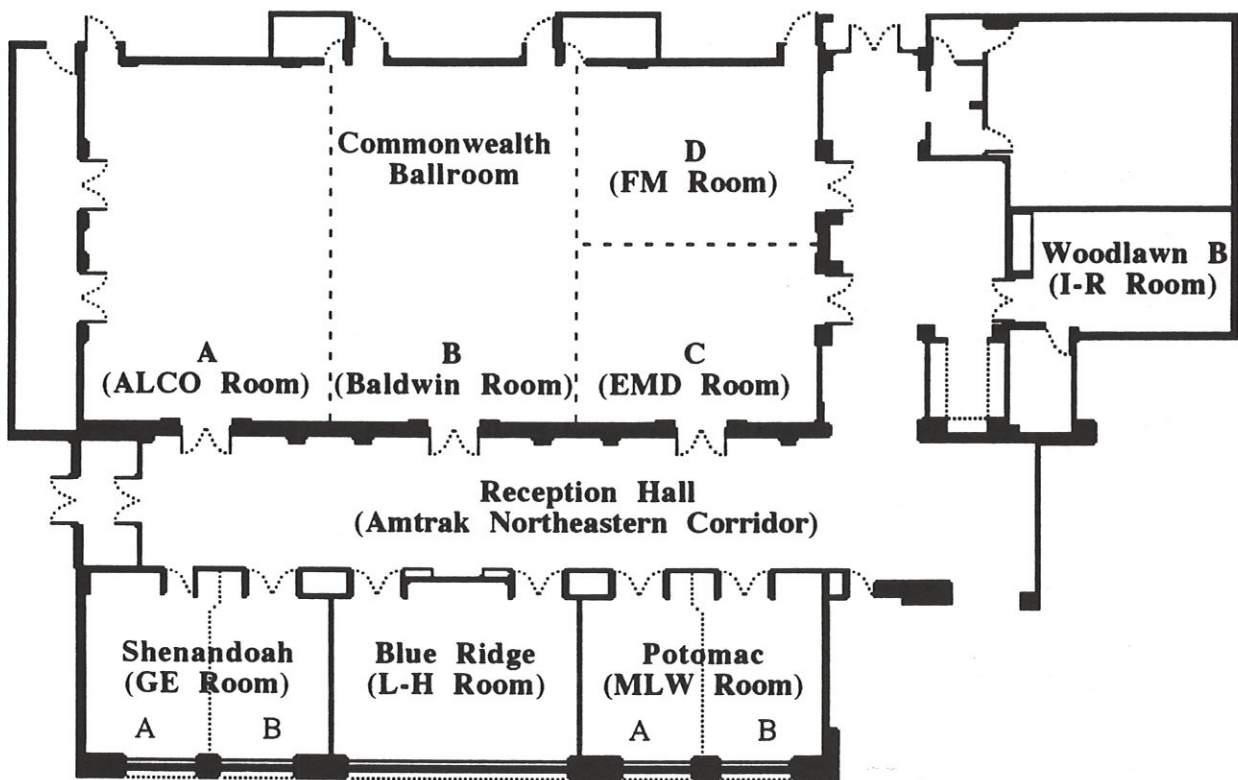 Commonwealth
Ballroom
D
(FM Room)
Woodlawn B
(I-R Room)
A
(ALCO Room)
B
(Baldwin Room)
C
(EMD Room)
Reception Hall
(Amtrak Northeastern Corridor)
Shenandoah
(GE Room)
A
B
Blue Ridge
(L-H Room)
Potomac
(MLW Room)
A
B